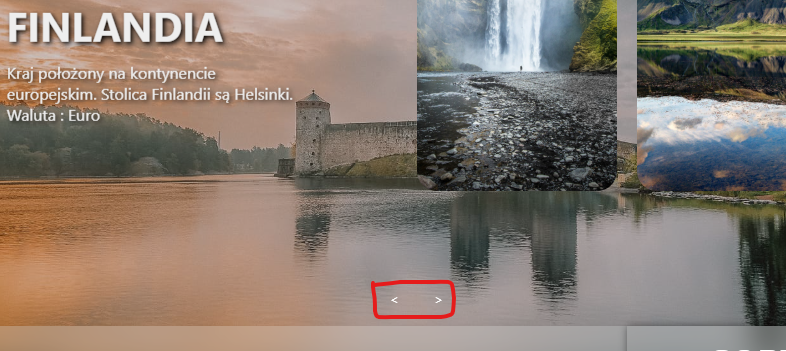 FINLANDIA
Kraj położony na kontynencie
europejskim. Stolica Finlandii są Helsinki.
Waluta : Euro
< >